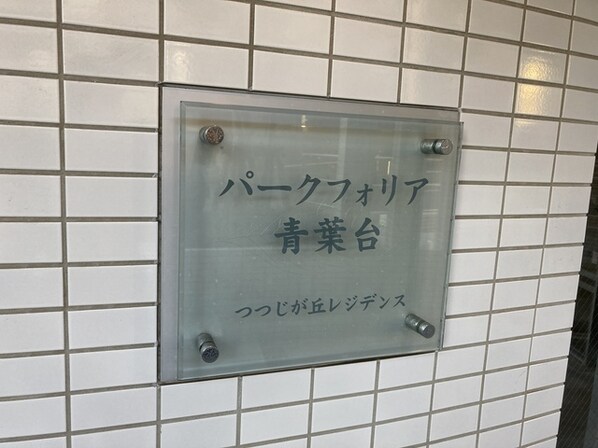 パークフォリア
青葉台
つつじが丘レジデンス